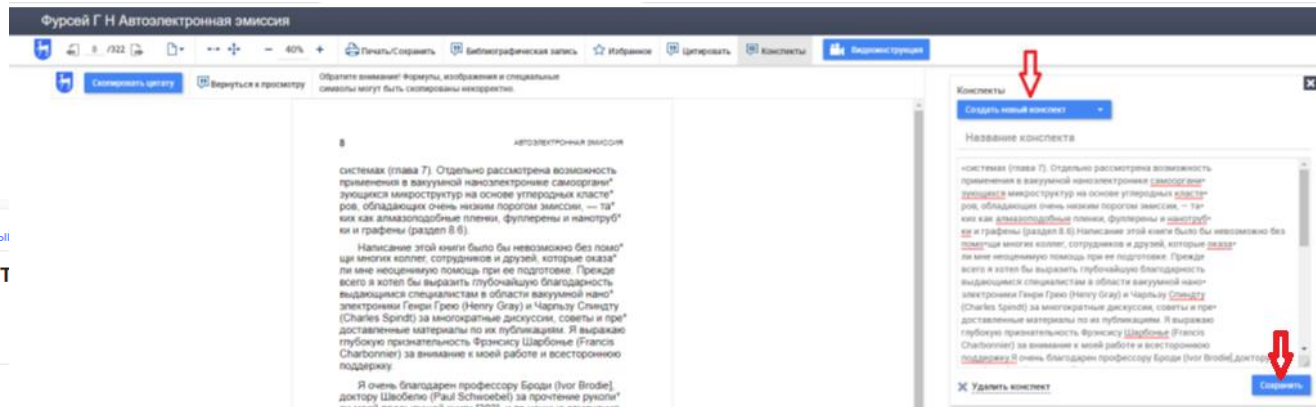 Фурсей Г Н Автоэлектронная эмиссия
8 /322 40% + Печать/Сохранить Библиографическая запись Избранное Цитировать Конспекты Видеоинструкция
Скопировать цитату Вернуться к просмотру Обратите внимание! Формулы, изображения и специальные
символы могут быть скопированы некорректно.
8 АВТОЭЛЕКТРОННАЯ ЭМИССИЯ
системах (глава 7). Отдельно рассмотрена возможность
применения в вакуумной наноэлектронике самооргани"
зующихся микроструктур на основе углеродных класте"
ров, обладающих очень низким порогом эмиссии, — та"
ких как алмазоподобные пленки, фуллерены и нанотруб"
ки и графены (раздел 8.6).
Написание этой книги было бы невозможно без помо"
щи многих коллег, сотрудников и друзей, которые оказа"
ли мне неоценимую помощь при ее подготовке. Прежде
всего я хотел бы выразить глубочайшую благодарность
выдающимся специалистам в области вакуумной нано"
электроники Генри Грею (Henry Gray) и Чарльзу Спиндту
(Charles Spindt) за многократные дискуссии, советы и пре"
доставленные материалы по их публикациям. Я выражаю
глубокую признательность Фрэнсису Шарбонье (Francis
Charbonnier) за внимание к моей работе и всестороннюю
поддержку.
Я очень благодарен профессору Броди (Ivor Brodie),
доктору Швобелю (Paul Schwoebel) за прочтение рукопи"
Конспекты
Создать новый конспект
Название конспекта
«системах (глава 7). Отдельно рассмотрена возможность
применения в вакуумной наноэлектронике самооргани"
зующихся микроструктур на основе углеродных класте"
ров, обладающих очень низким порогом эмиссии, — та"
ких как алмазоподобные пленки, фуллерены и нанотруб"
ки и графены (раздел 8.6).Написание этой книги было бы невозможно без
помо"щи многих коллег, сотрудников и друзей, которые оказа"
ли мне неоценимую помощь при ее подготовке. Прежде
всего я хотел бы выразить глубочайшую благодарность
выдающимся специалистам в области вакуумной нано"
электроники Генри Грею (Henry Gray) и Чарльзу Спиндту
(Charles Spindt) за многократные дискуссии, советы и пре"
доставленные материалы по их публикациям. Я выражаю
глубокую признательность Фрэнсису Шарбонье (Francis
Charbonnier) за внимание к моей работе и всестороннюю
поддержку.Я очень благодарен профессору Броди (Ivor Brodie),доктору
Удалить конспект Сохранить